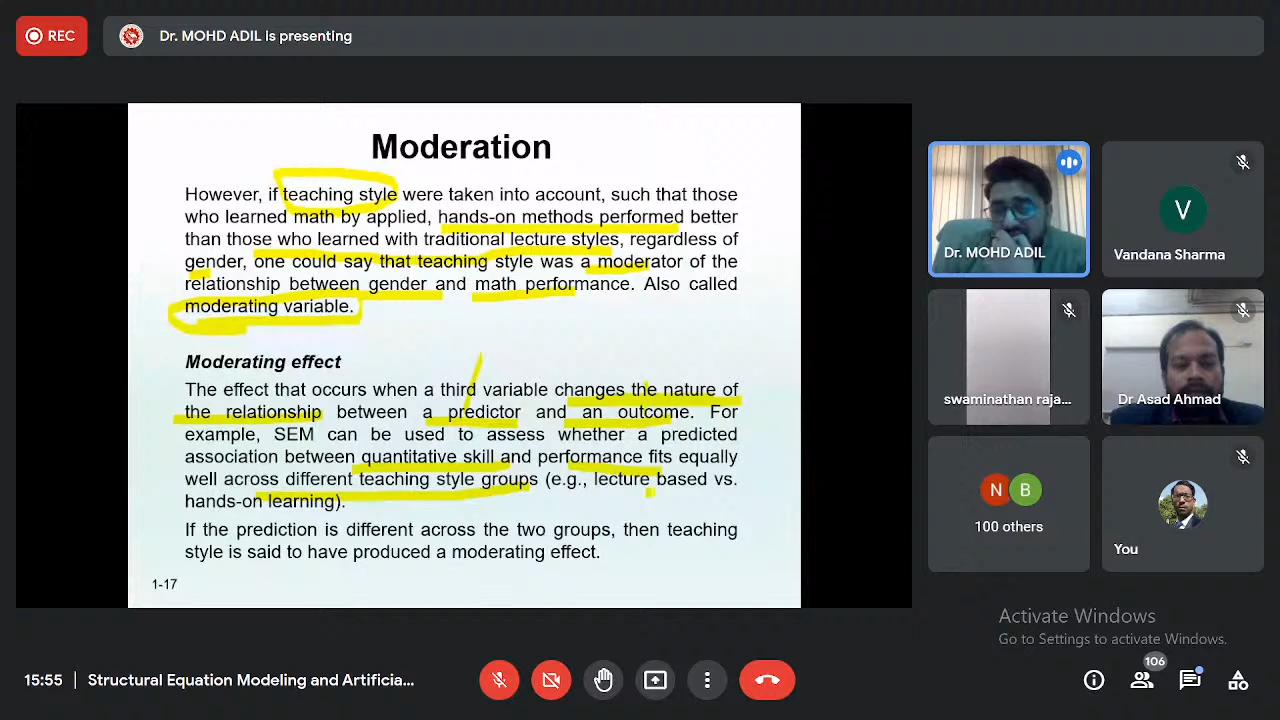 REC
Dr. MOHD ADIL is presenting
Moderation
However, if teaching style were taken into account, such that those
who learned math by applied, hands-on methods performed better
than those who learned with traditional lecture styles, regardless of
gender, one could say that teaching style was a moderator of the
relationship between gender and math performance. Also called
moderating variable.
Moderating effect
The effect that occurs when a third variable changes the nature of
the relationship between a predictor and an outcome. For
example, SEM can be used to assess whether a predicted
association between quantitative skill and performance fits equally
well across different teaching style groups (e.g., lecture based vs.
hands-on learning).
If the prediction is different across the two groups, then teaching
style is said to have produced a moderating effect.
1-17
Dr. MOHD ADIL
V
Vandana Sharma
swaminathan raja...
Dr Asad Ahmad
N B
100 others
You
Activate Windows
Go to Settings to activate Windows.
15:55 | Structural Equation Modeling and Artificia...
106